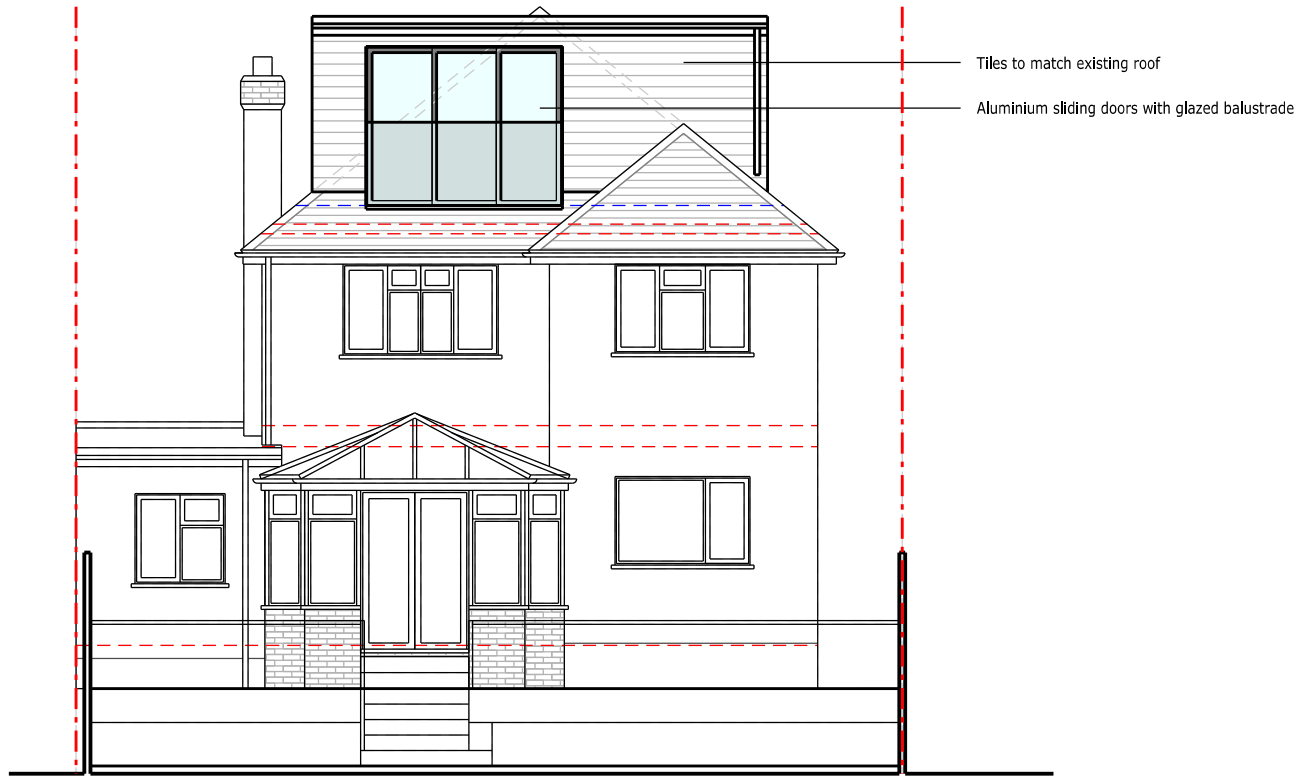 Tiles to match existing roof
Aluminium sliding doors with glazed balustrade